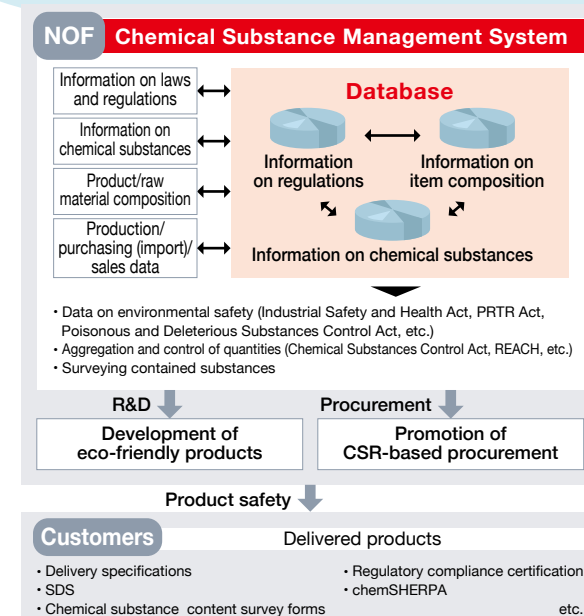 NOF Chemical Substance Management System
Information on laws
and regulations
Information on
chemical substances
Product/raw
material composition
Production/
purchasing (import)/
sales data
Database
Information
on regulations
Information on
item composition
Information on chemical substances
・Data on environmental safety (Industrial Safety and Health Act, PRTR Act,
Poisonous and Deleterious Substances Control Act, etc.)
・Aggregation and control of quantities (Chemical Substances Control Act, REACH, etc.)
・Surveying contained substances
R&D
Procurement
Development of
eco-friendly products
Promotion of
CSR-based procurement
Product safety
Customers Delivered products
・Delivery specifications
・SDS
・Chemical substance content survey forms
・Regulatory compliance certification
・chemSHERPA
etc.